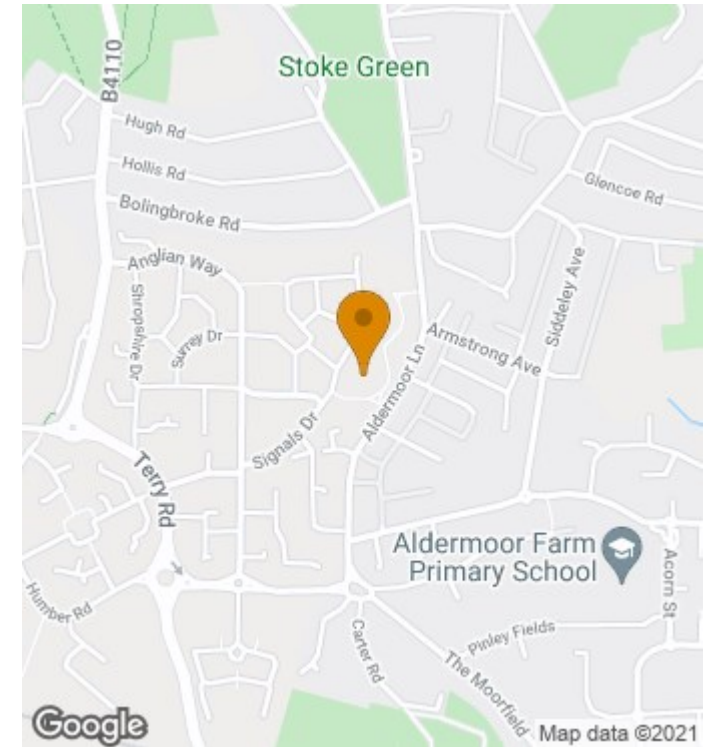 Stoke Green
B4110
Hugh Rd
Hollis Rd
Glencoe Rd
Bolingbroke Rd
Anglian Way
Siddeley Ave
Shropshire Dr
Surrey Dr
Armstrong Ave
Aldermoor Ln
Signals Dr
Terry Rd
Aldermoor Farm
Primary School
Acorn St
Humber Rd
Carter Rd
Pinley Fields
The Moorfield
Google
Map data ©2021